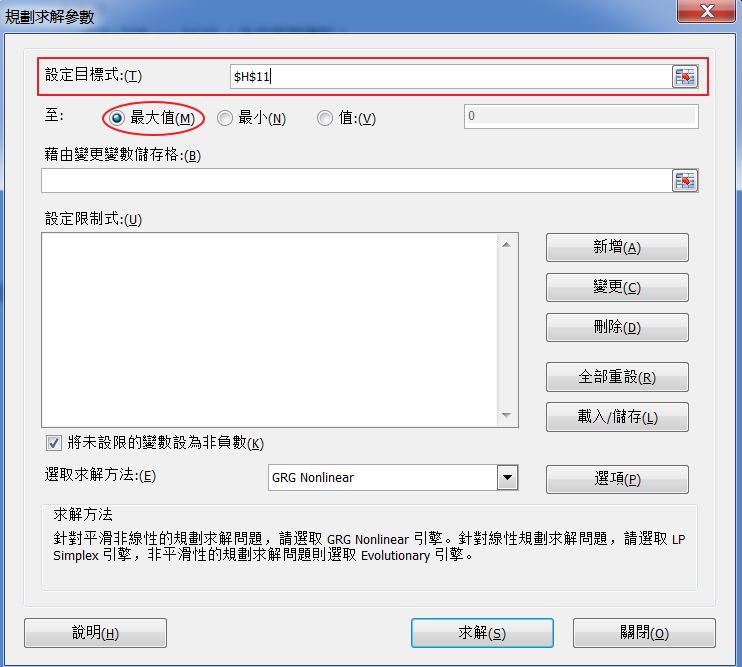 規劃求解參數
設定目標式:(T) $H$11
至: 最大值(M) 最小(N) 值:(V) 0
藉由變更變數儲存格:(B)
設定限制式:(U)
新增(A)
變更(C)
刪除(D)
全部重設(R)
載入/儲存(L)
將未設限的變數設為非負數(K)
選取求解方法:(E) GRG Nonlinear 選項(P)
求解方法
針對平滑非線性的規劃求解問題，請選取 GRG Nonlinear 引擎。針對線性規劃求解問題，請選取 LP
Simplex 引擎，非平滑性的規劃求解問題則選取 Evolutionary 引擎。
說明(H) 求解(S) 關閉(O)